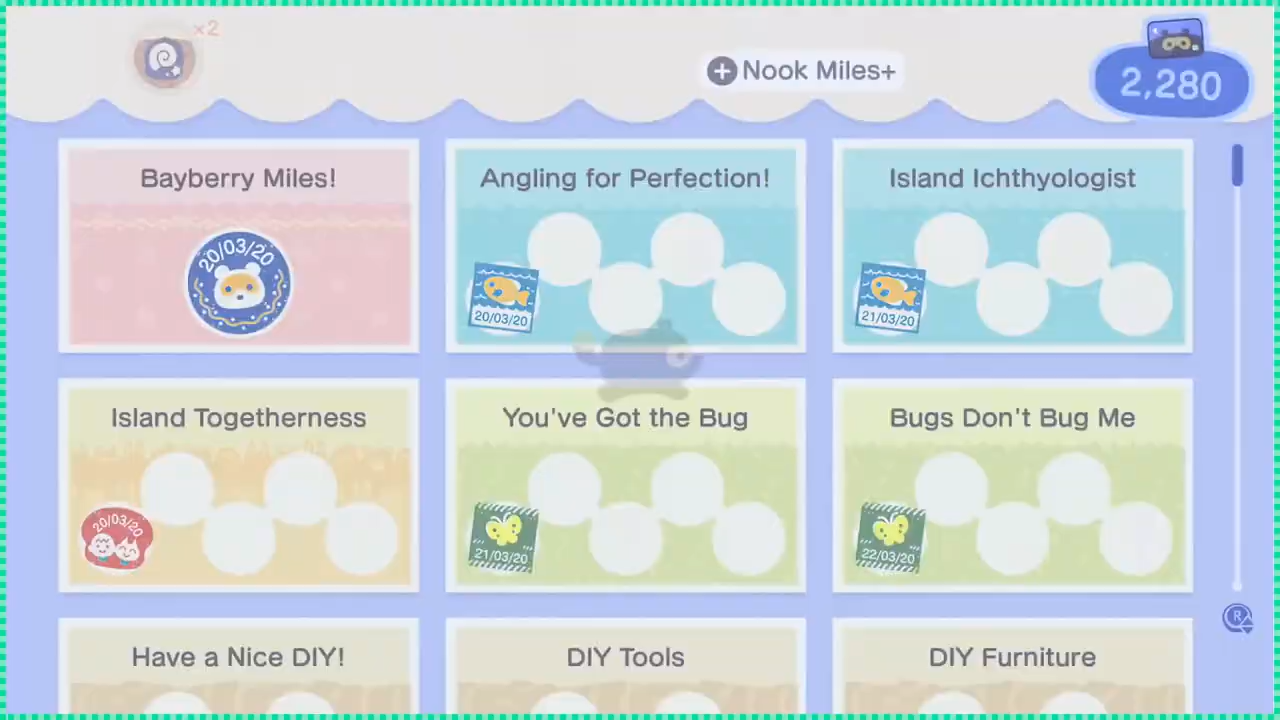 ×2
Nook Miles+
2,280
Bayberry Miles!
20/03/20
Angling for Perfection!
20/03/20
Island Ichthyologist
21/03/20
Island Togetherness
20/03/20
You've Got the Bug
21/03/20
Bugs Don't Bug Me
22/03/20
R
Have a Nice DIY!
DIY Tools
DIY Furniture